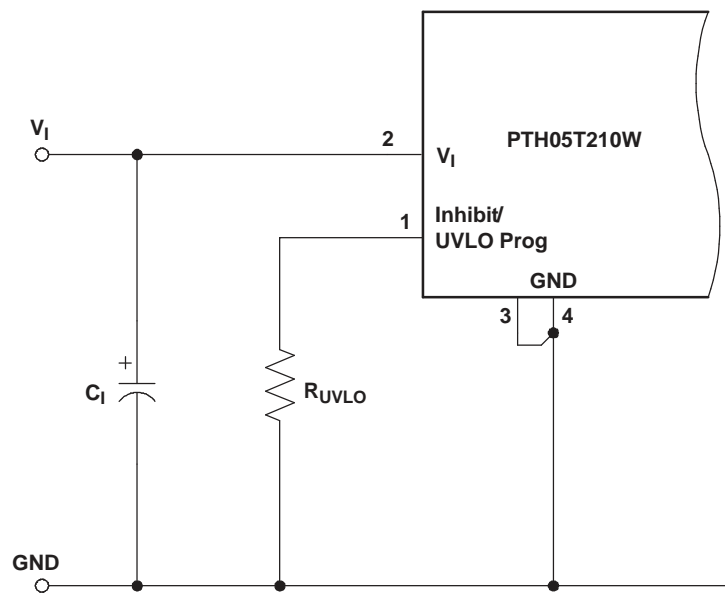 V_I
2
PTH05T210W
V_I
1
Inhibit/
UVLO Prog
GND
3
4
+
C_I
R_UVLO
GND